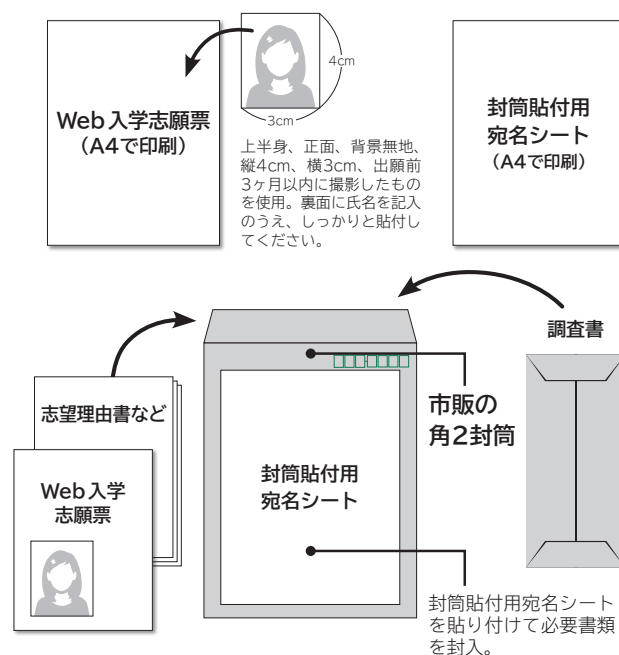 Web入学志願票
(A4で印刷)
4cm
3cm
上半身、正面、背景無地、
縦4cm、横3cm、出願前
3ヶ月以内に撮影したもの
を使用。裏面に氏名を記入
のうえ、しっかりと貼付し
てください。
封筒貼付用
宛名シート
(A4で印刷)
調査書
志望理由書など
Web入学
志願票
封筒貼付用
宛名シート
市販の
角2封筒
封筒貼付用宛名シート
を貼り付けて必要書類
を封入。